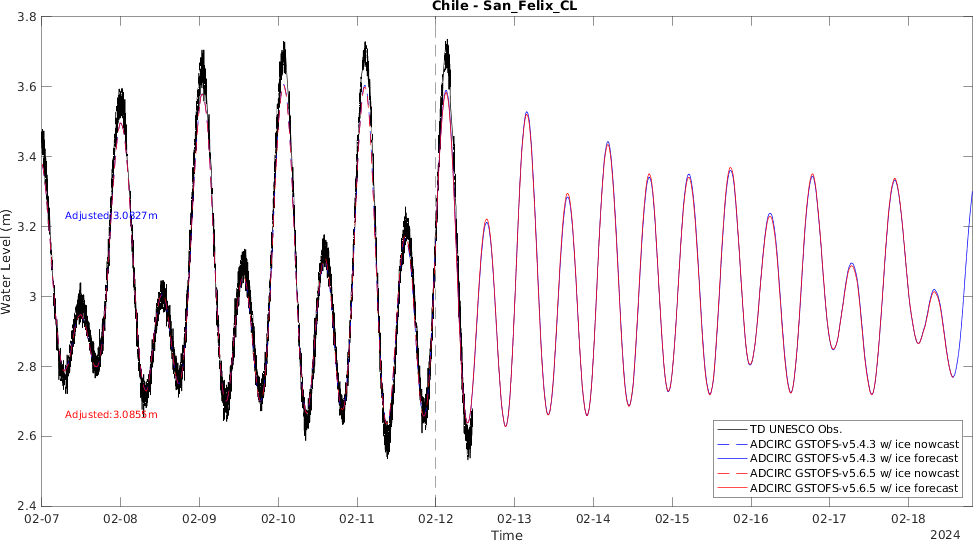 Chile - San_Felix_CL
Water Level (m)
3.8
3.6
3.4
3.2
3
2.8
2.6
2.4
Adjusted:3.0827m
Adjusted:3.0855m
TD UNESCO Obs.
ADCIRC GSTOFS-v5.4.3 w/ ice nowcast
ADCIRC GSTOFS-v5.4.3 w/ ice forecast
ADCIRC GSTOFS-v5.6.5 w/ ice nowcast
ADCIRC GSTOFS-v5.6.5 w/ ice forecast
02-07 02-08 02-09 02-10 02-11 02-12 02-13 02-14 02-15 02-16 02-17 02-18
Time
2024